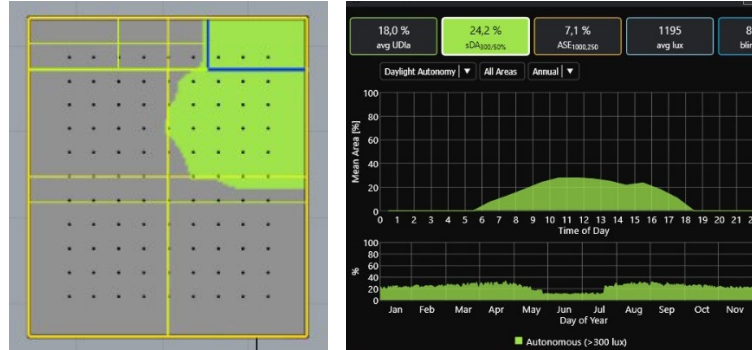 18,0 %
avg UDIa
24,2 %
sDA300/50%
7,1 %
ASE1000,250
1195
avg lux
8
blin
Daylight Autonomy
All Areas
Annual
Mean Area [%]
100
80
60
40
20
0
0 1 2 3 4 5 6 7 8 9 10 11 12 13 14 15 16 17 18 19 20 21 2
Time of Day
%
100
80
60
40
20
0
Jan Feb Mar Apr May Jun Jul Aug Sep Oct Nov
Day of Year
Autonomous (>300 lux)